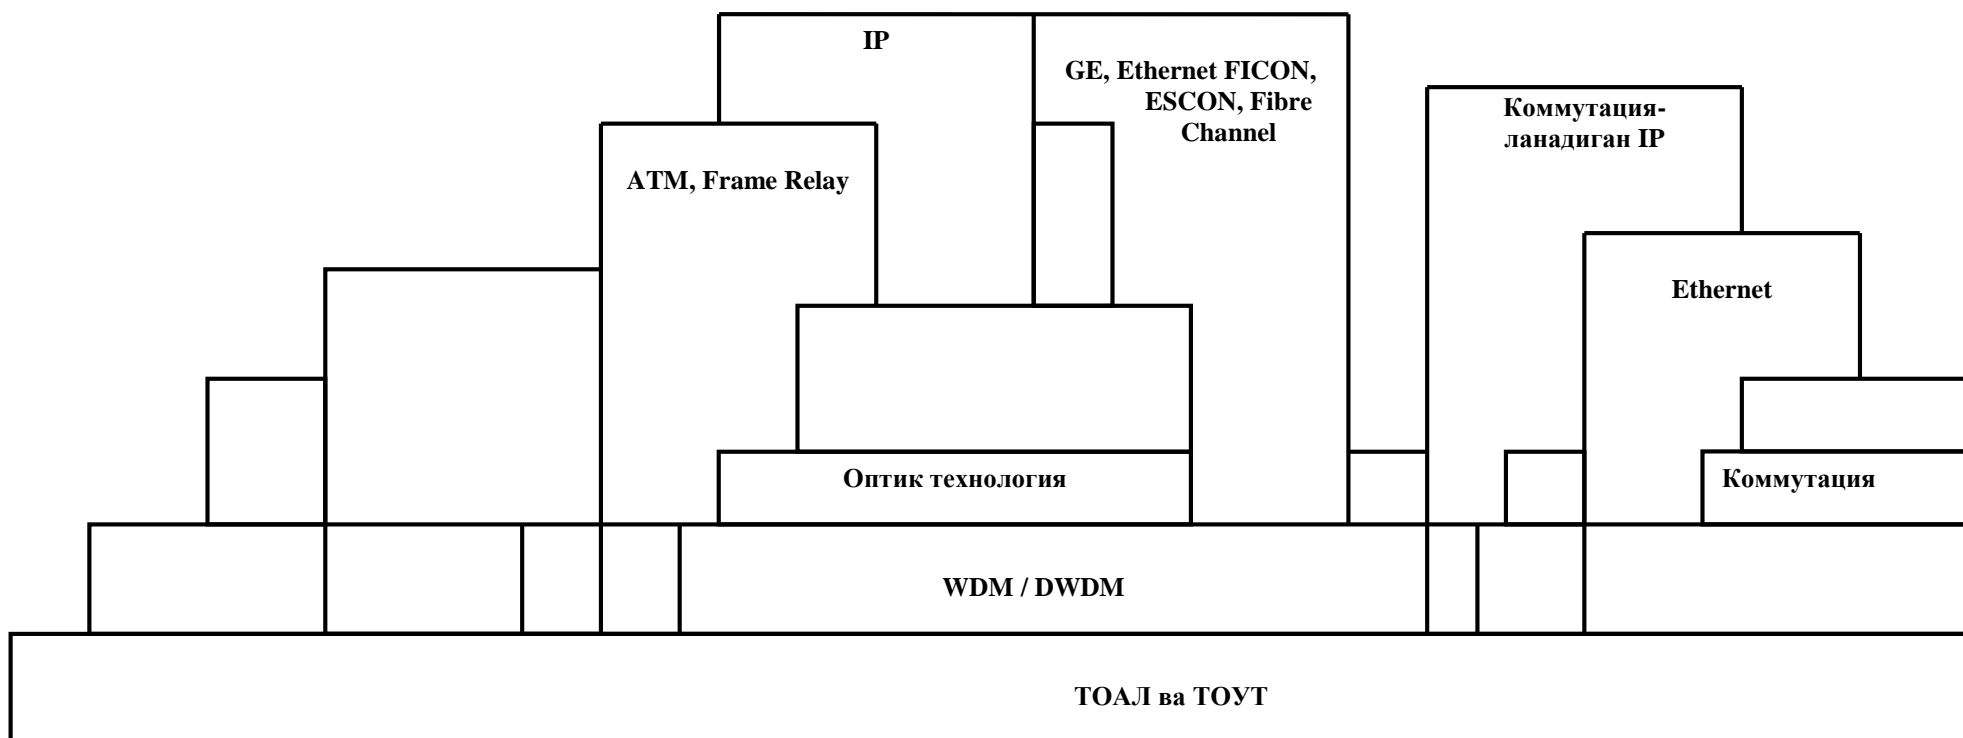 IP
GE, Ethernet FICON,
ESCON, Fibre
Channel
Коммутация-
ланадиган IP
ATM, Frame Relay
Ethernet
Оптик технология
Коммутация
WDM / DWDM
ТОАЛ ва ТОУТ